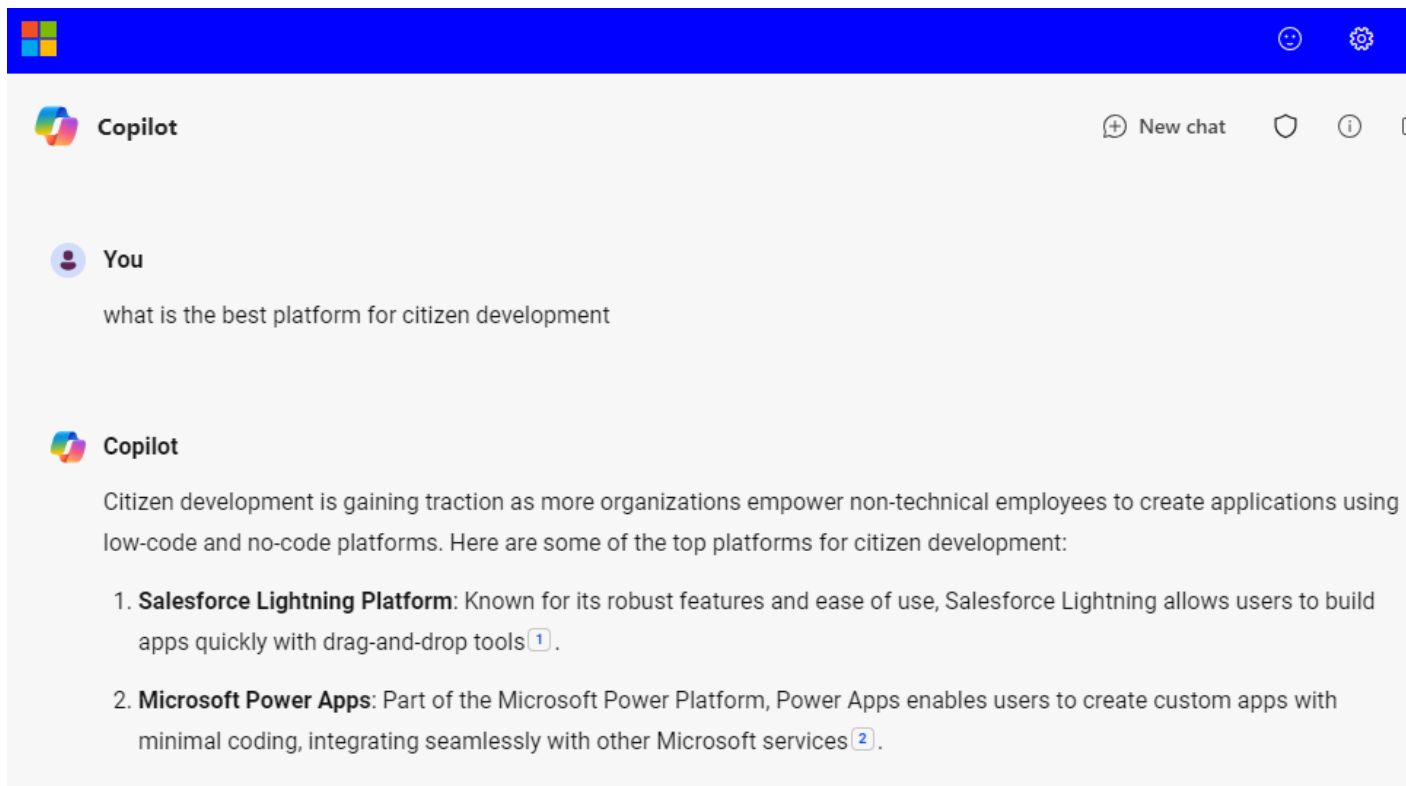 Copilot
New chat
You
what is the best platform for citizen development
Copilot
Citizen development is gaining traction as more organizations empower non-technical employees to create applications using
low-code and no-code platforms. Here are some of the top platforms for citizen development:
1. Salesforce Lightning Platform: Known for its robust features and ease of use, Salesforce Lightning allows users to build
apps quickly with drag-and-drop tools 1 .
2. Microsoft Power Apps: Part of the Microsoft Power Platform, Power Apps enables users to create custom apps with
minimal coding, integrating seamlessly with other Microsoft services 2 .